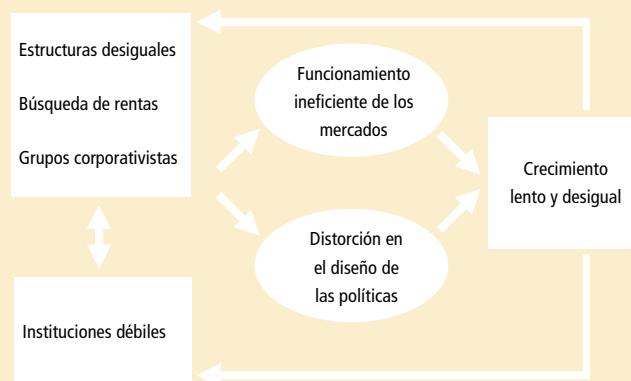 Estructuras desiguales
Búsqueda de rentas
Grupos corporativistas
Funcionamiento
ineficiente de los
mercados
Crecimiento
lento y desigual
Distorción en
el diseño de
las políticas
Instituciones débiles